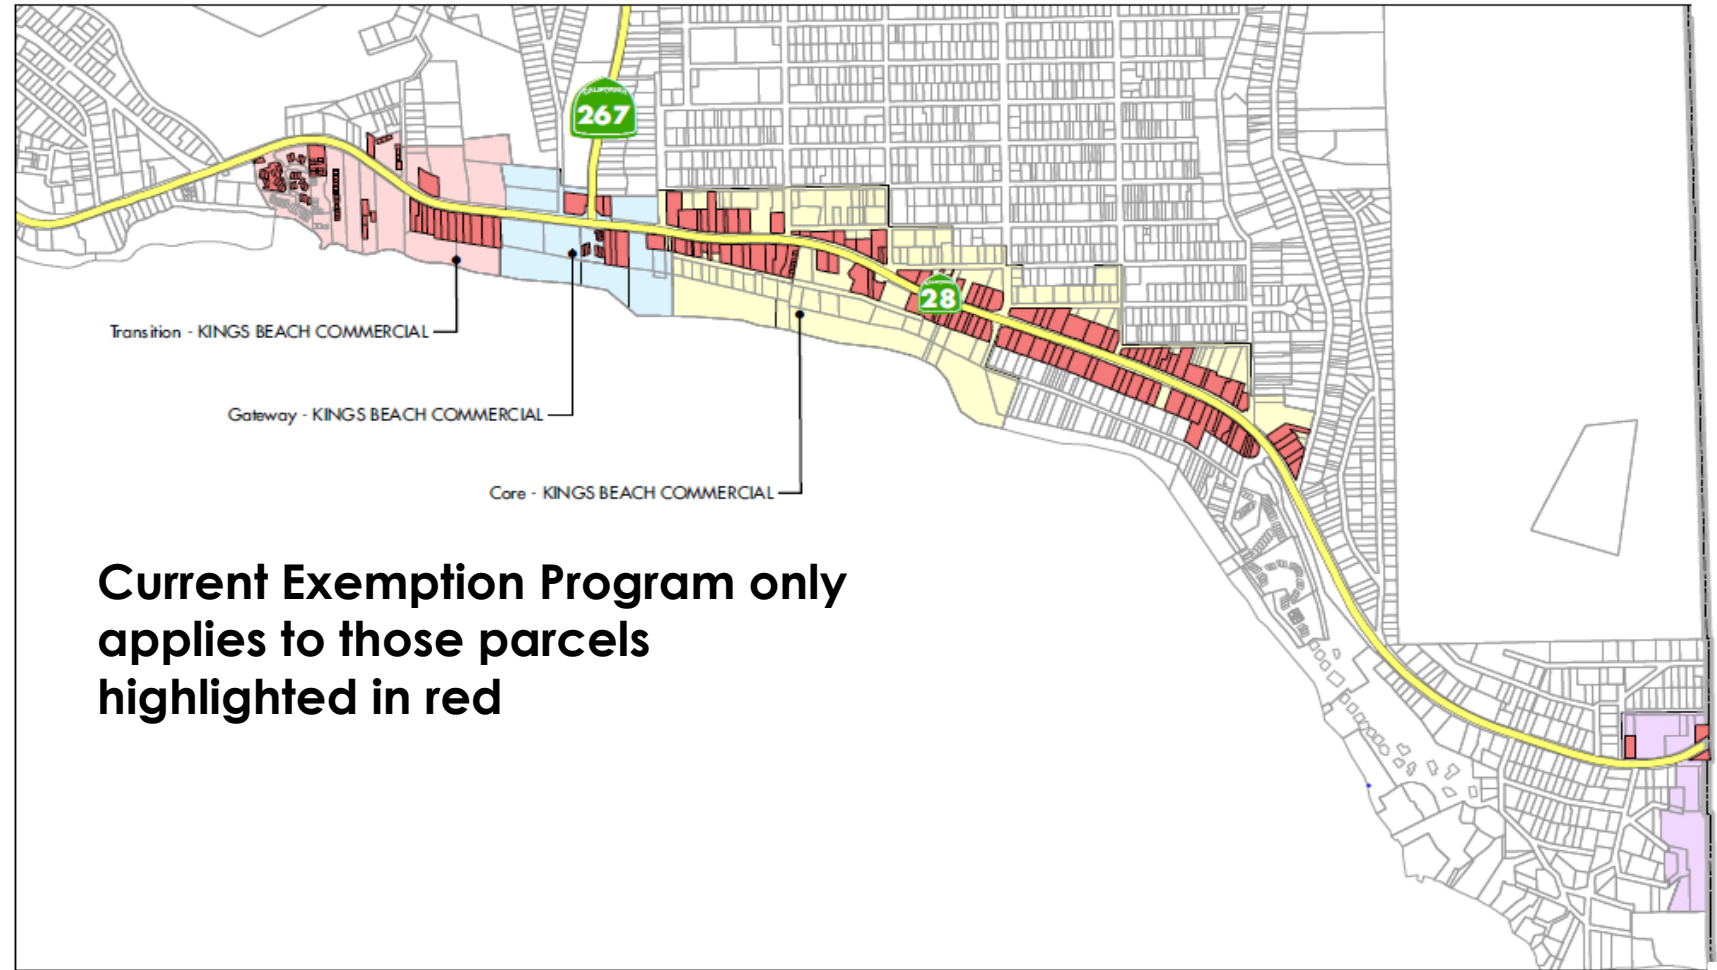 CALIFORNIA
267
28
Transition - KINGS BEACH COMMERCIAL
Gateway - KINGS BEACH COMMERCIAL
Core - KINGS BEACH COMMERCIAL
Current Exemption Program only
applies to those parcels
highlighted in red